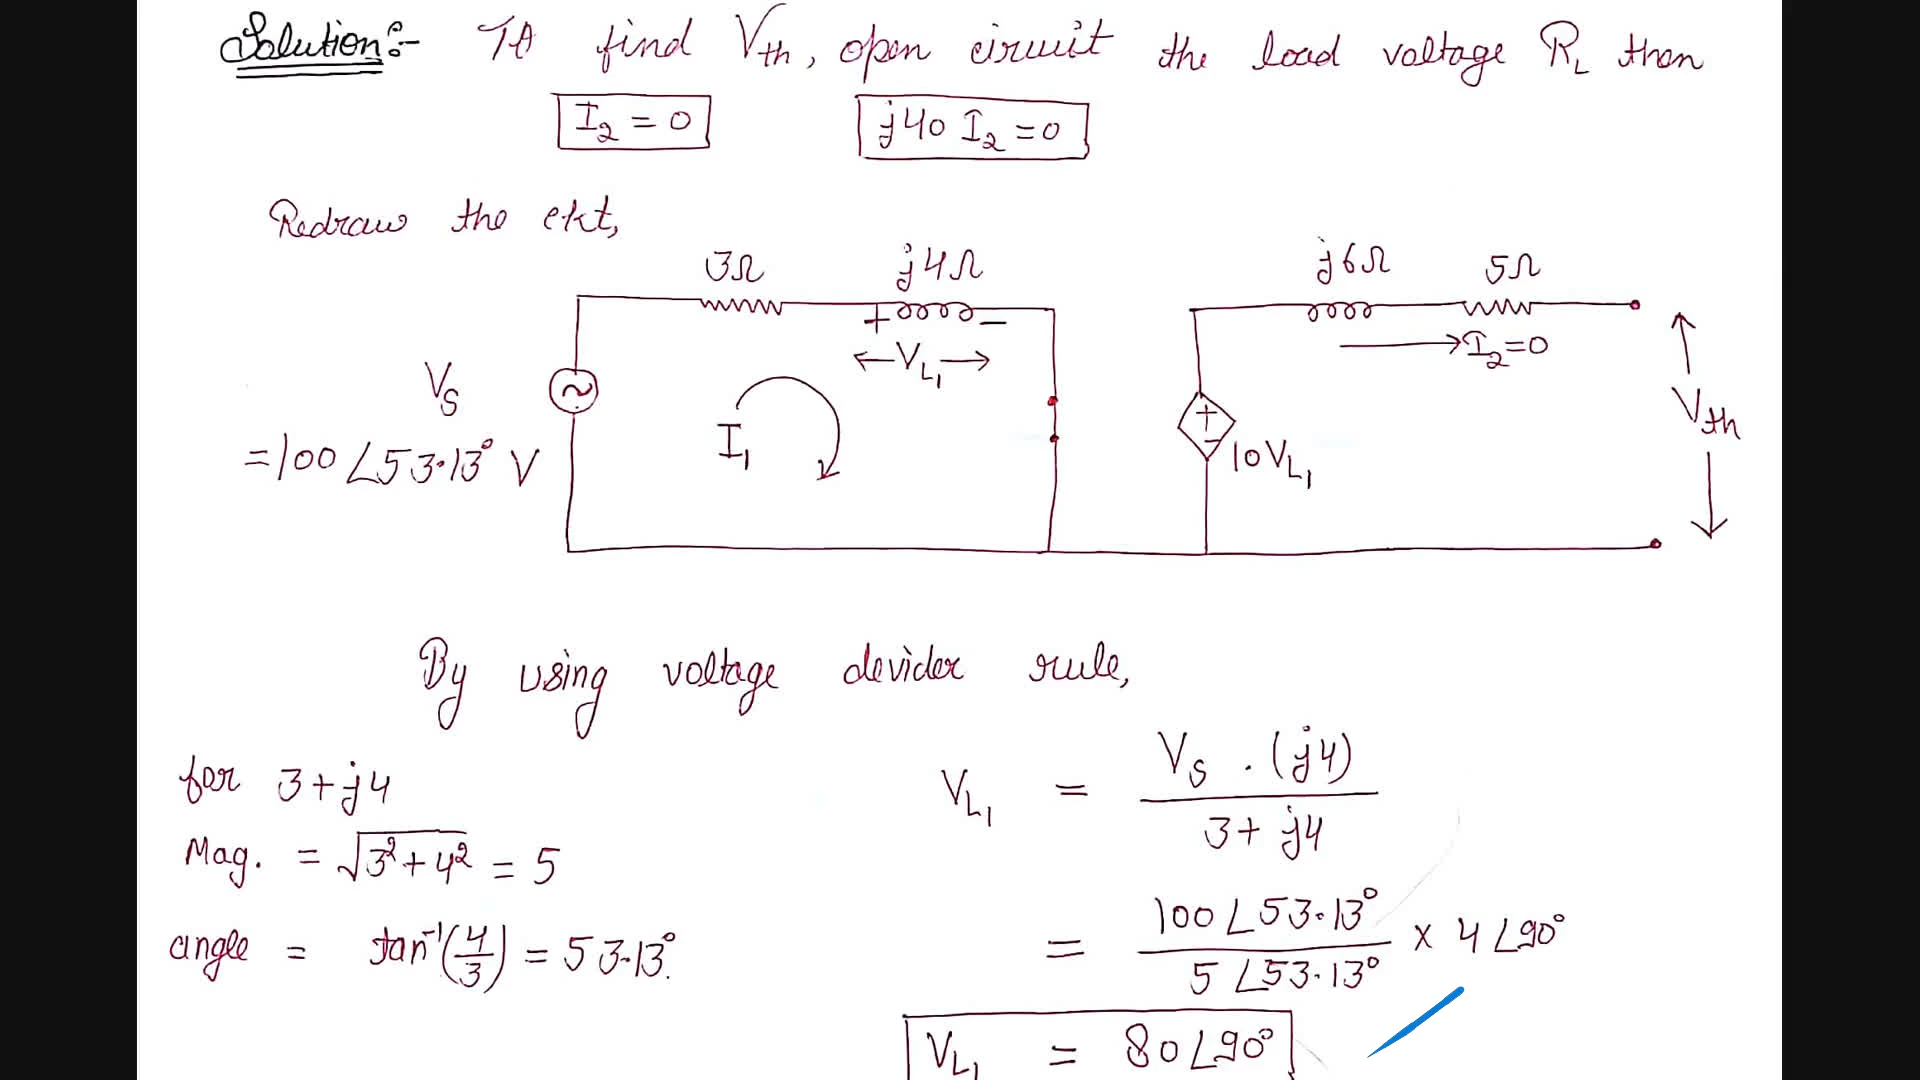 Solution:- To find Vth, open circuit the load voltage RL then
I2 = 0
j40 I2 = 0
Redraw the ckt,
3Ω
j4Ω
j6Ω
5Ω
+
−
VL1
I2=0
VS
= 100∠53.13° V
I1
+
−
10VL1
Vth
By using voltage devider rule,
for 3+j4
Mag. = √3²+4² = 5
angle = tan⁻¹(4/3) = 53.13°.
VL1 = VS . (j4)
3+ j4
= 100∠53.13° × 4∠90°
5∠53.13°
VL1 = 80∠90°